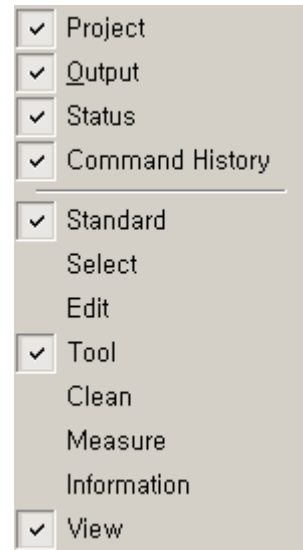 Project
Output
Status
Command History
Standard
Select
Edit
Tool
Clean
Measure
Information
View